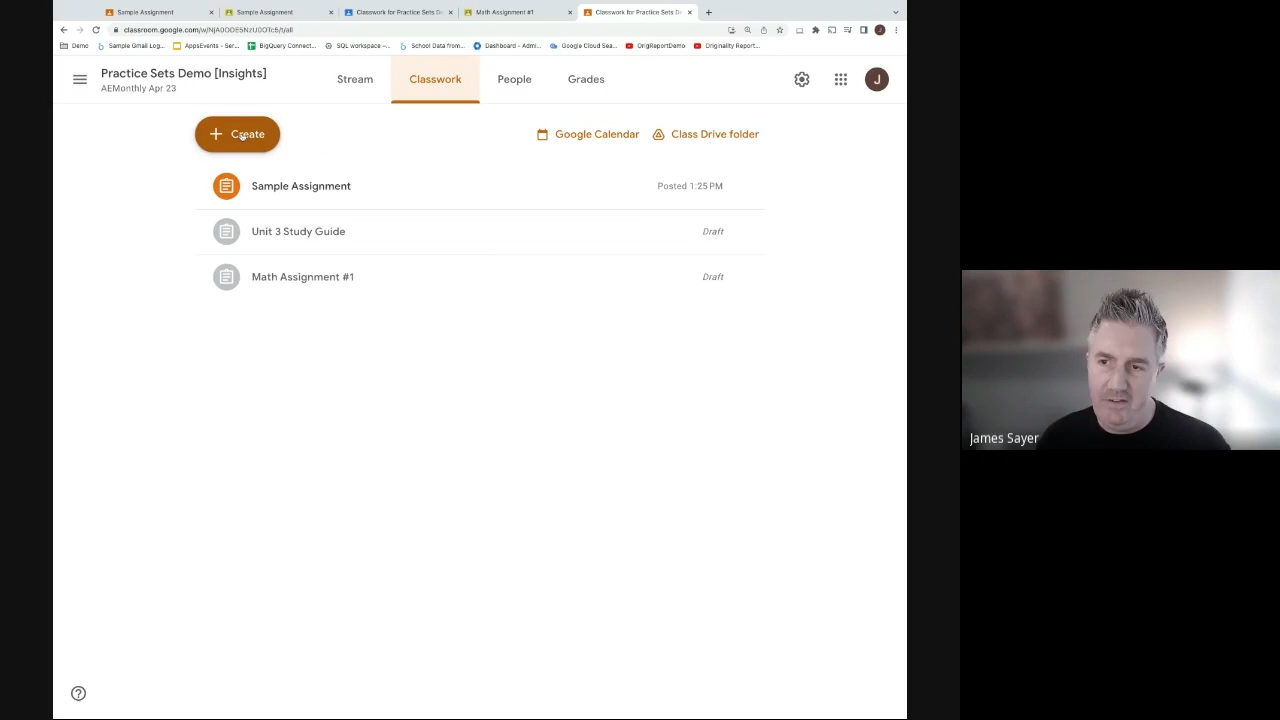 Sample Assignment
Sample Assignment
Classwork for Practice Sets De
Math Assignment #1
Classwork for Practice Sets De
Demo
Sample Gmail Log...
AppsEvents - Ser...
BigQuery Connect...
SQL workspace –...
School Data from...
Dashboard - Admi...
Google Cloud Sea...
OrigReportDemo
Originality Report...
Practice Sets Demo [Insights]
AEMonthly Apr 23
Stream
Classwork
People
Grades
J
Create
Google Calendar
Class Drive folder
Sample Assignment
Posted 1:25 PM
Unit 3 Study Guide
Draft
Math Assignment #1
Draft
James Sayer